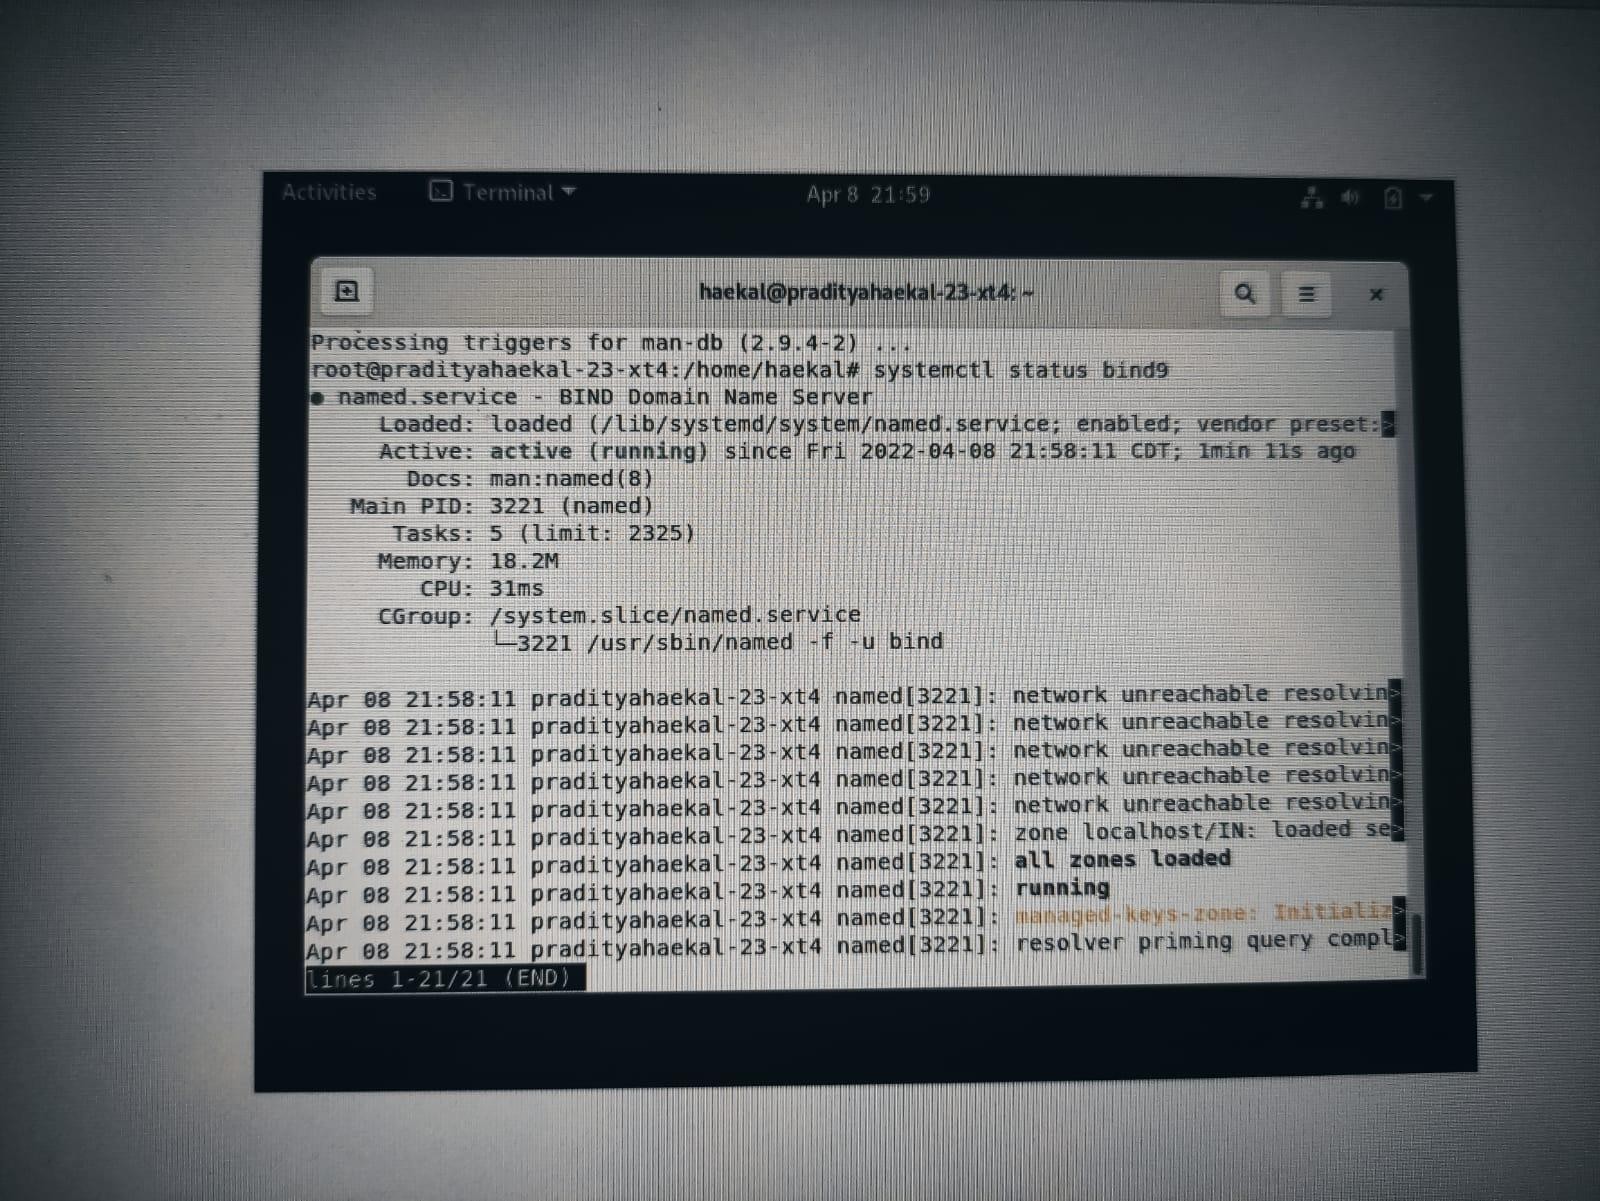 Activities Terminal Apr 8 21:59
haekal@pradityahaekal-23-xt4: ~
Processing triggers for man-db (2.9.4-2) ...
root@pradityahaekal-23-xt4:/home/haekal# systemctl status bind9
● named.service - BIND Domain Name Server
Loaded: loaded (/lib/systemd/system/named.service; enabled; vendor preset:>
Active: active (running) since Fri 2022-04-08 21:58:11 CDT; 1min 11s ago
Docs: man:named(8)
Main PID: 3221 (named)
Tasks: 5 (limit: 2325)
Memory: 18.2M
CPU: 31ms
CGroup: /system.slice/named.service
└─3221 /usr/sbin/named -f -u bind
Apr 08 21:58:11 pradityahaekal-23-xt4 named[3221]: network unreachable resolvin>
Apr 08 21:58:11 pradityahaekal-23-xt4 named[3221]: network unreachable resolvin>
Apr 08 21:58:11 pradityahaekal-23-xt4 named[3221]: network unreachable resolvin>
Apr 08 21:58:11 pradityahaekal-23-xt4 named[3221]: network unreachable resolvin>
Apr 08 21:58:11 pradityahaekal-23-xt4 named[3221]: network unreachable resolvin>
Apr 08 21:58:11 pradityahaekal-23-xt4 named[3221]: zone localhost/IN: loaded se>
Apr 08 21:58:11 pradityahaekal-23-xt4 named[3221]: all zones loaded
Apr 08 21:58:11 pradityahaekal-23-xt4 named[3221]: running
Apr 08 21:58:11 pradityahaekal-23-xt4 named[3221]: managed-keys-zone: Initializ>
Apr 08 21:58:11 pradityahaekal-23-xt4 named[3221]: resolver priming query compl>
lines 1-21/21 (END)